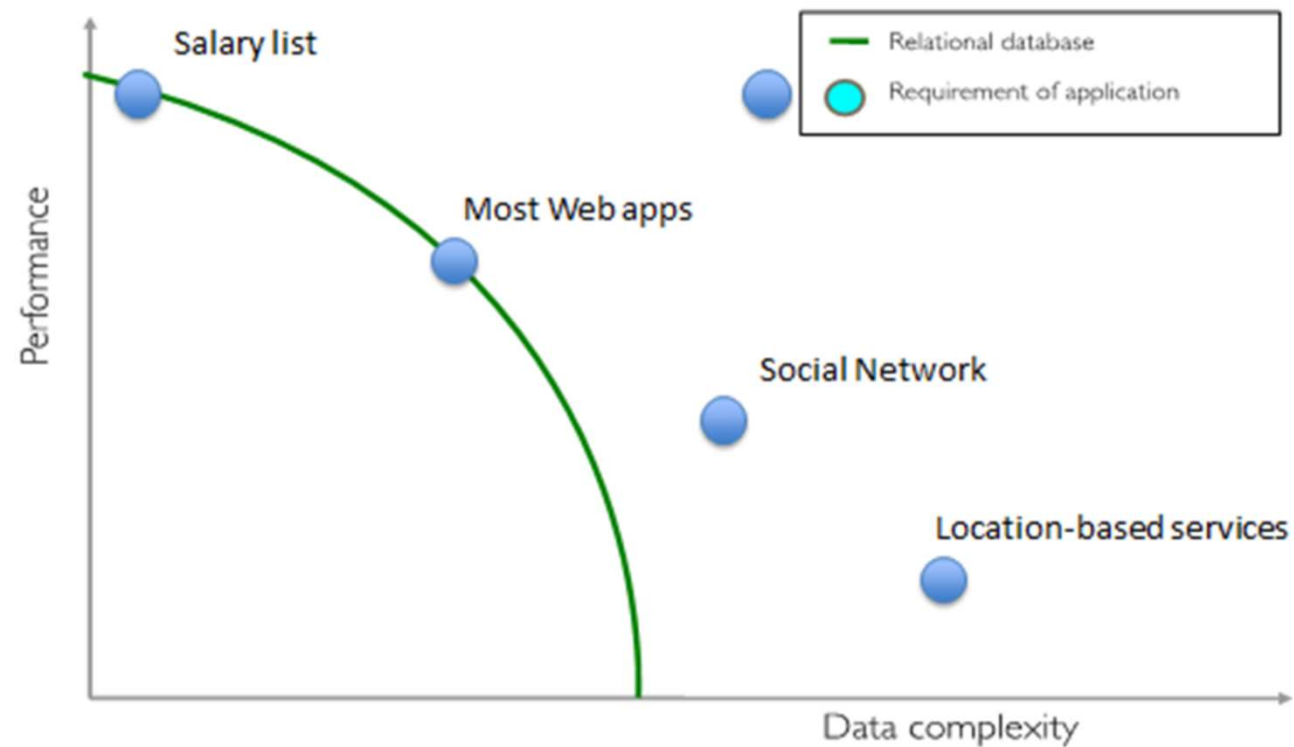 Salary list
Relational database
Requirement of application
Most Web apps
Performance
Social Network
Location-based services
Data complexity